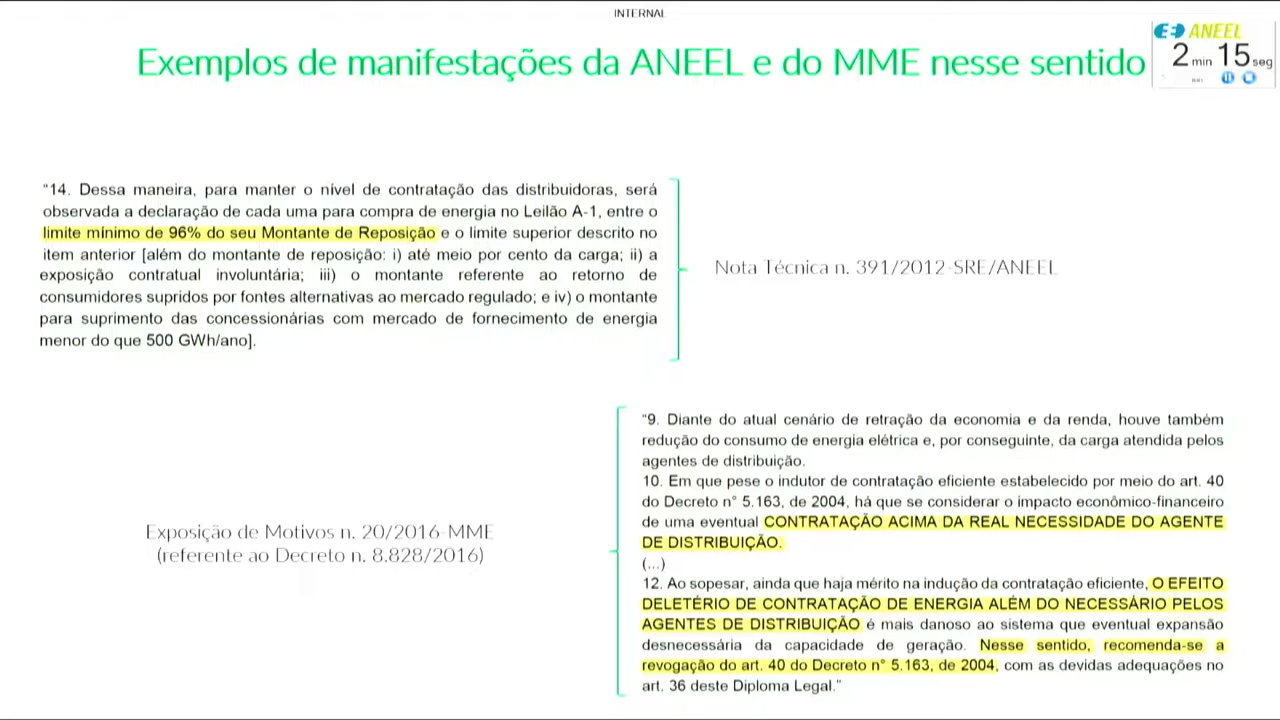 INTERNAL
Exemplos de manifestações da ANEEL e do MME nesse sentido
ANEEL
2 min 15 seg
“14. Dessa maneira, para manter o nível de contratação das distribuidoras, será
observada a declaração de cada uma para compra de energia no Leilão A-1, entre o
limite mínimo de 96% do seu Montante de Reposição e o limite superior descrito no
item anterior [além do montante de reposição: i) até meio por cento da carga; ii) a
exposição contratual involuntária; iii) o montante referente ao retorno de
consumidores supridos por fontes alternativas ao mercado regulado; e iv) o montante
para suprimento das concessionárias com mercado de fornecimento de energia
menor do que 500 GWh/ano].
Nota Técnica n. 391/2012-SRE/ANEEL
Exposição de Motivos n. 20/2016-MME
(referente ao Decreto n. 8.828/2016)
“9. Diante do atual cenário de retração da economia e da renda, houve também
redução do consumo de energia elétrica e, por conseguinte, da carga atendida pelos
agentes de distribuição.
10. Em que pese o indutor de contratação eficiente estabelecido por meio do art. 40
do Decreto n° 5.163, de 2004, há que se considerar o impacto econômico-financeiro
de uma eventual CONTRATAÇÃO ACIMA DA REAL NECESSIDADE DO AGENTE
DE DISTRIBUIÇÃO.
(...)
12. Ao sopesar, ainda que haja mérito na indução da contratação eficiente, O EFEITO
DELETÉRIO DE CONTRATAÇÃO DE ENERGIA ALÉM DO NECESSÁRIO PELOS
AGENTES DE DISTRIBUIÇÃO é mais danoso ao sistema que eventual expansão
desnecessária da capacidade de geração. Nesse sentido, recomenda-se a
revogação do art. 40 do Decreto n° 5.163, de 2004, com as devidas adequações no
art. 36 deste Diploma Legal.”